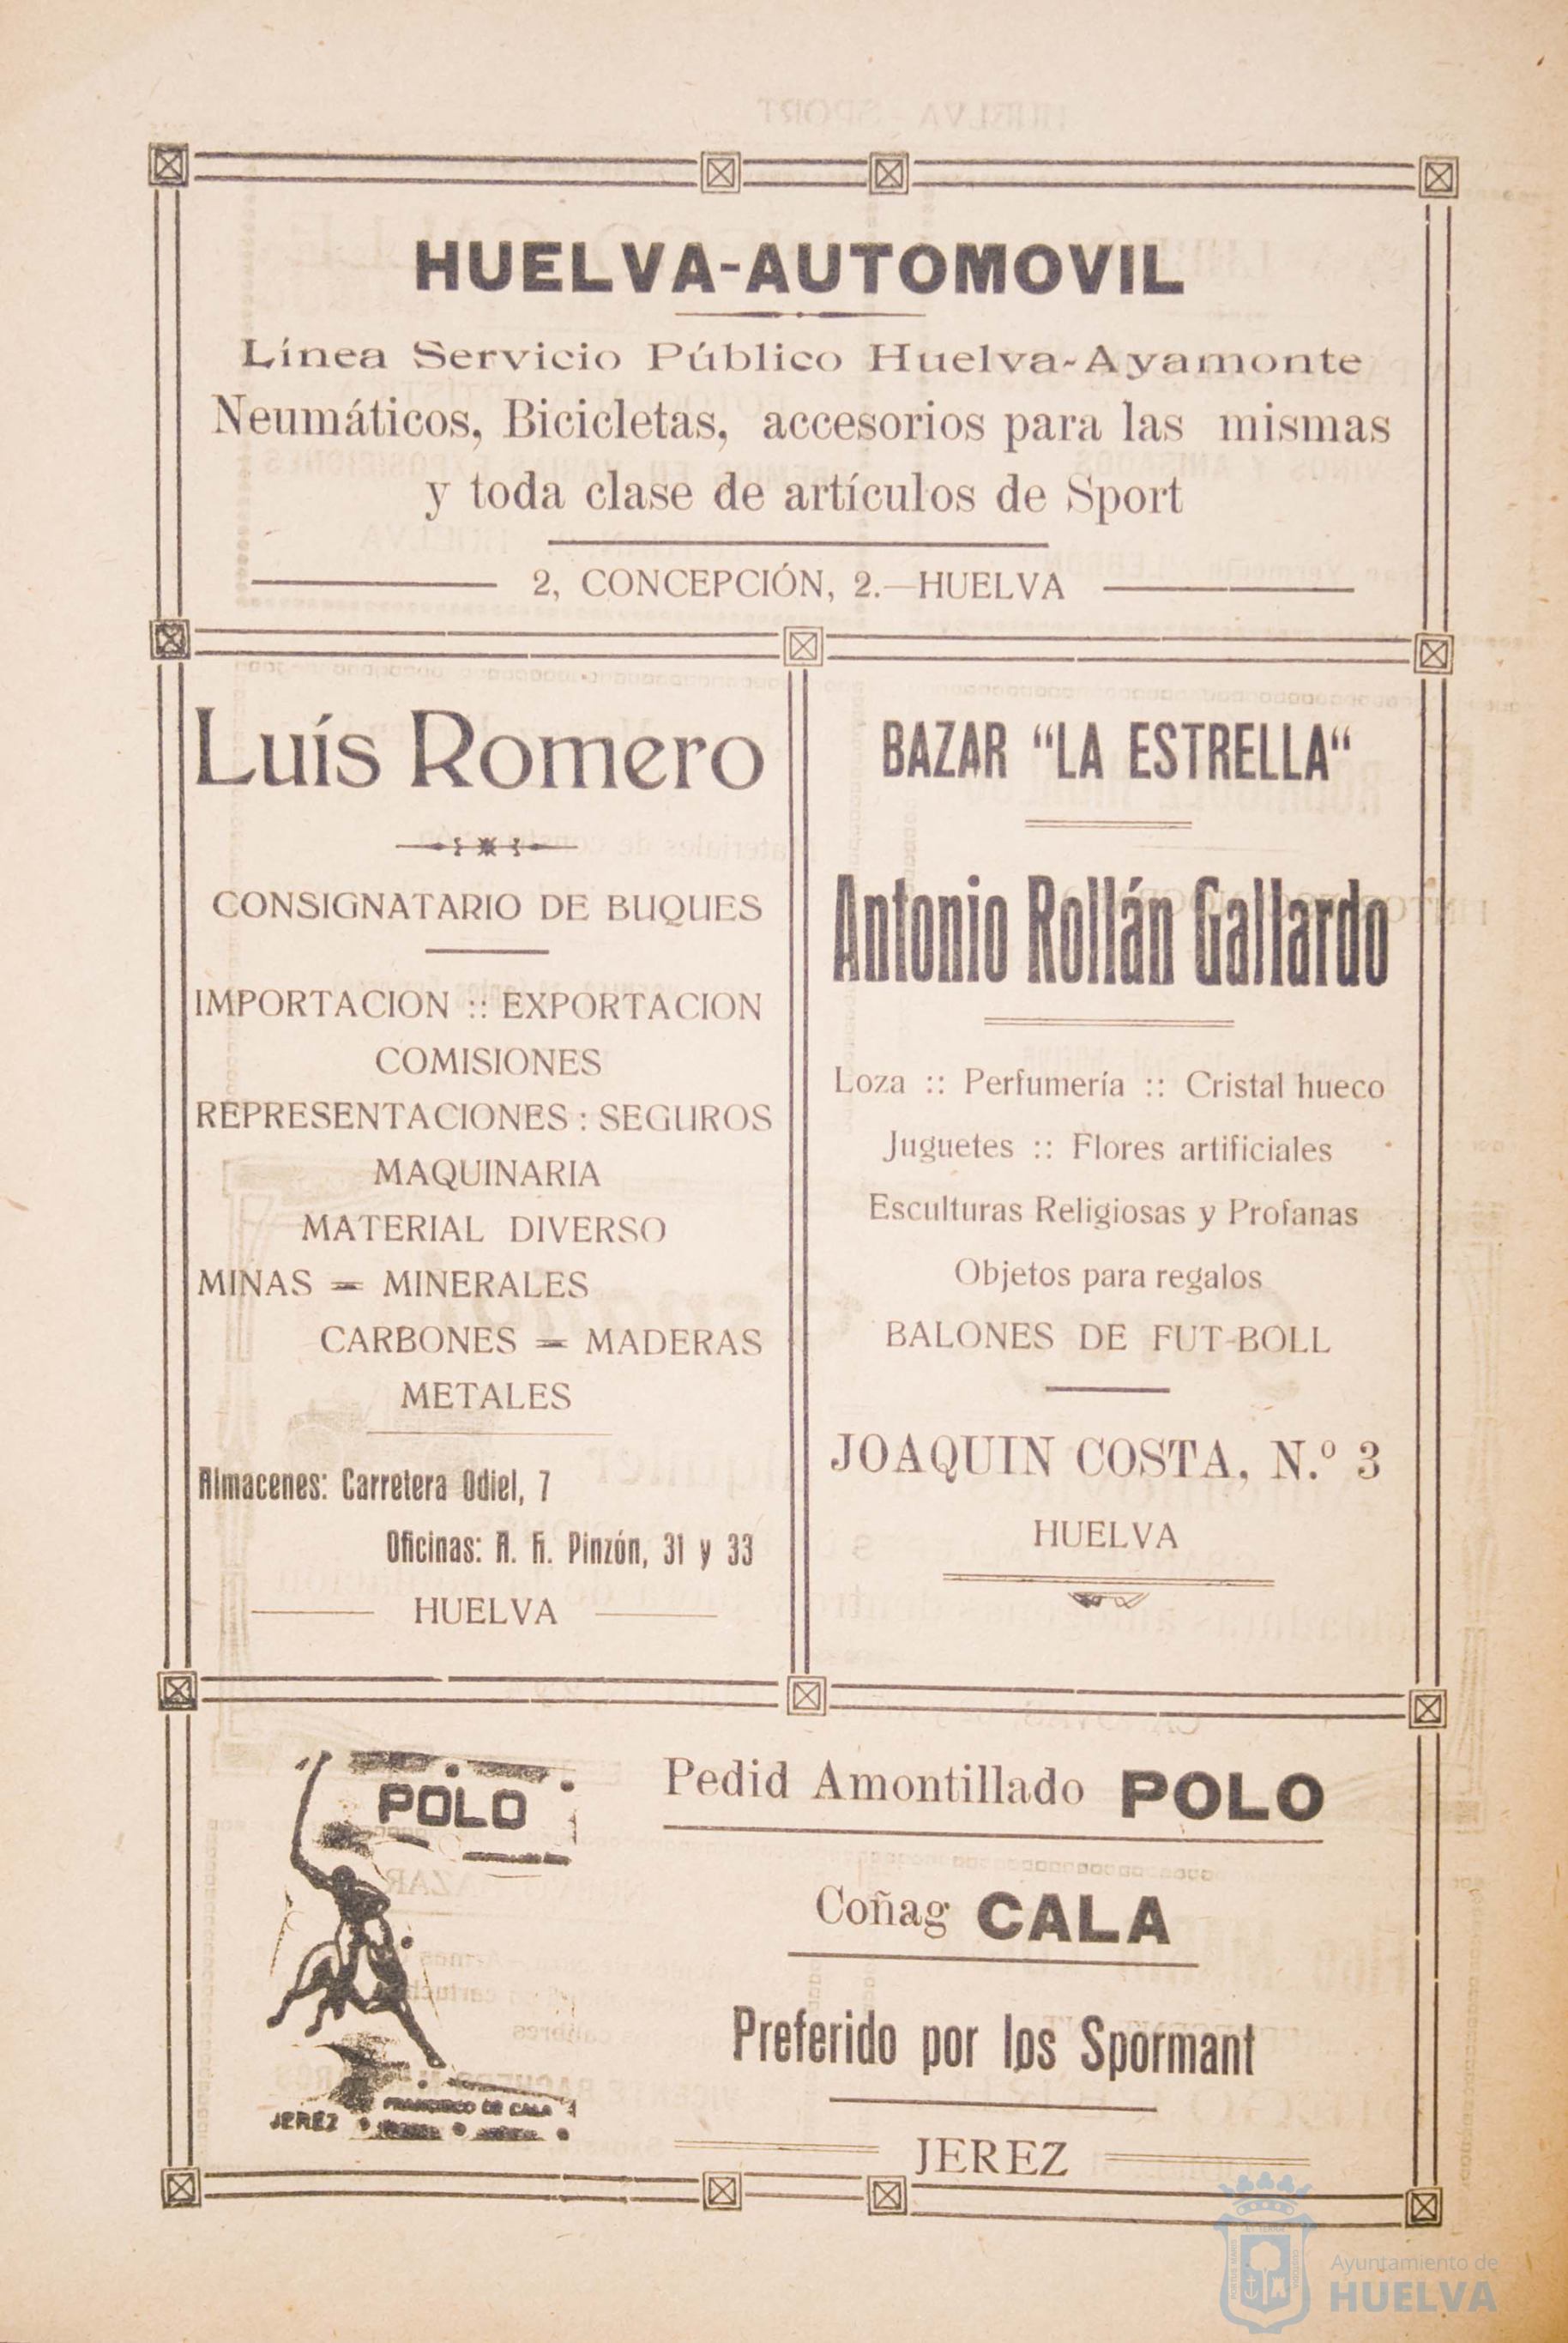 HUELVA-AUTOMOVIL
Línea Servicio Público Huelva-Ayamonte
Neumáticos, Bicicletas, accesorios para las mismas
y toda clase de artículos de Sport
2, CONCEPCIÓN, 2.—HUELVA
Luís Romero
CONSIGNATARIO DE BUQUES
IMPORTACION :: EXPORTACION
COMISIONES
REPRESENTACIONES : SEGUROS
MAQUINARIA
MATERIAL DIVERSO
MINAS = MINERALES
CARBONES = MADERAS
METALES
Almacenes: Carretera Odiel, 7
Oficinas: A. H. Pinzón, 31 y 33
HUELVA
BAZAR “LA ESTRELLA“
Antonio Rollán Gallardo
Loza :: Perfumería :: Cristal hueco
Juguetes :: Flores artificiales
Esculturas Religiosas y Profanas
Objetos para regalos
BALONES DE FUT-BOLL
JOAQUIN COSTA, N.º 3
HUELVA
POLO
FRANCISCO DE CALA
JEREZ
Pedid Amontillado POLO
Coñag CALA
Preferido por los Spormant
JEREZ
Ayuntamiento de
HUELVA